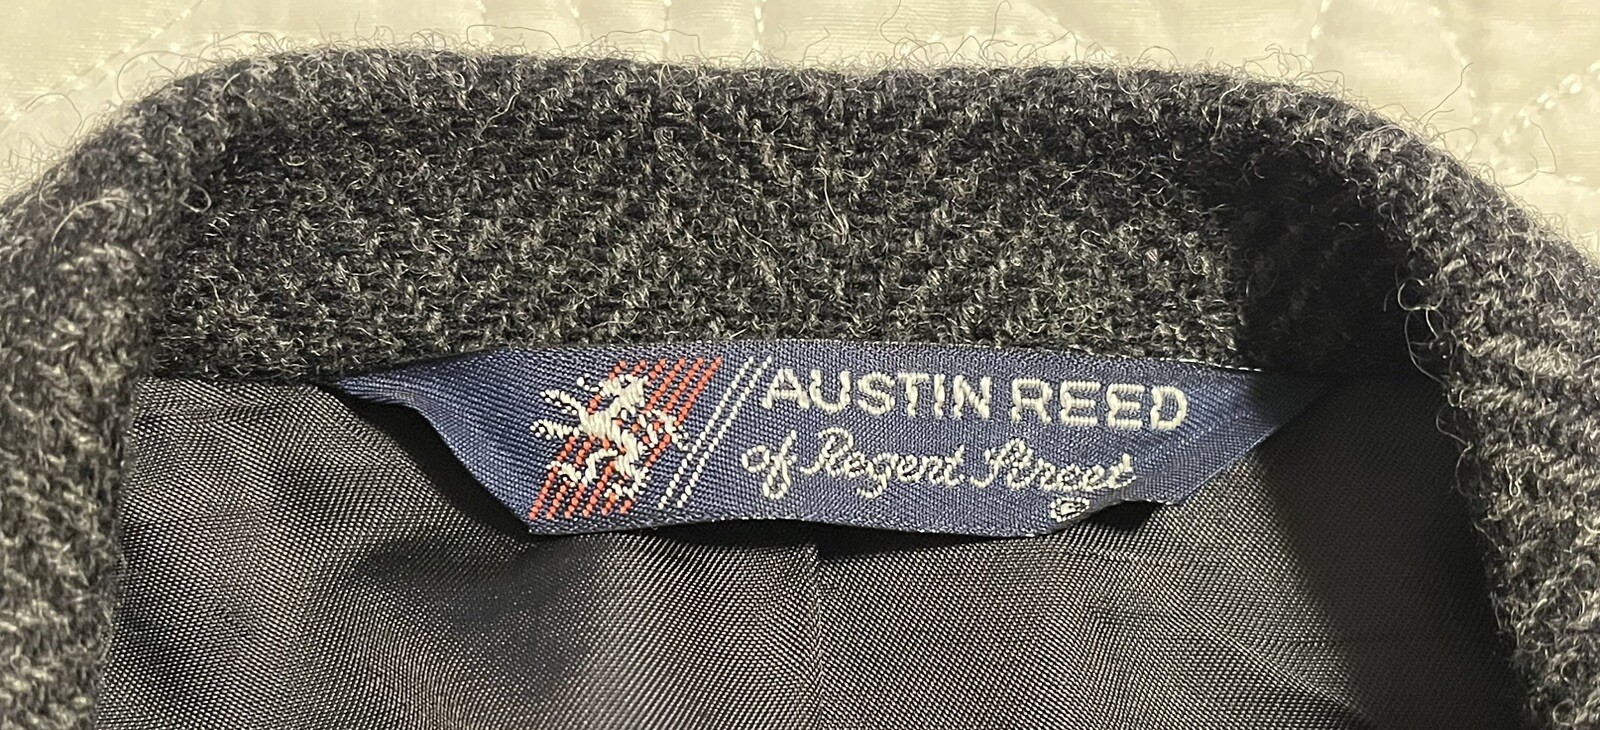 AUSTIN REED
of Regent Street